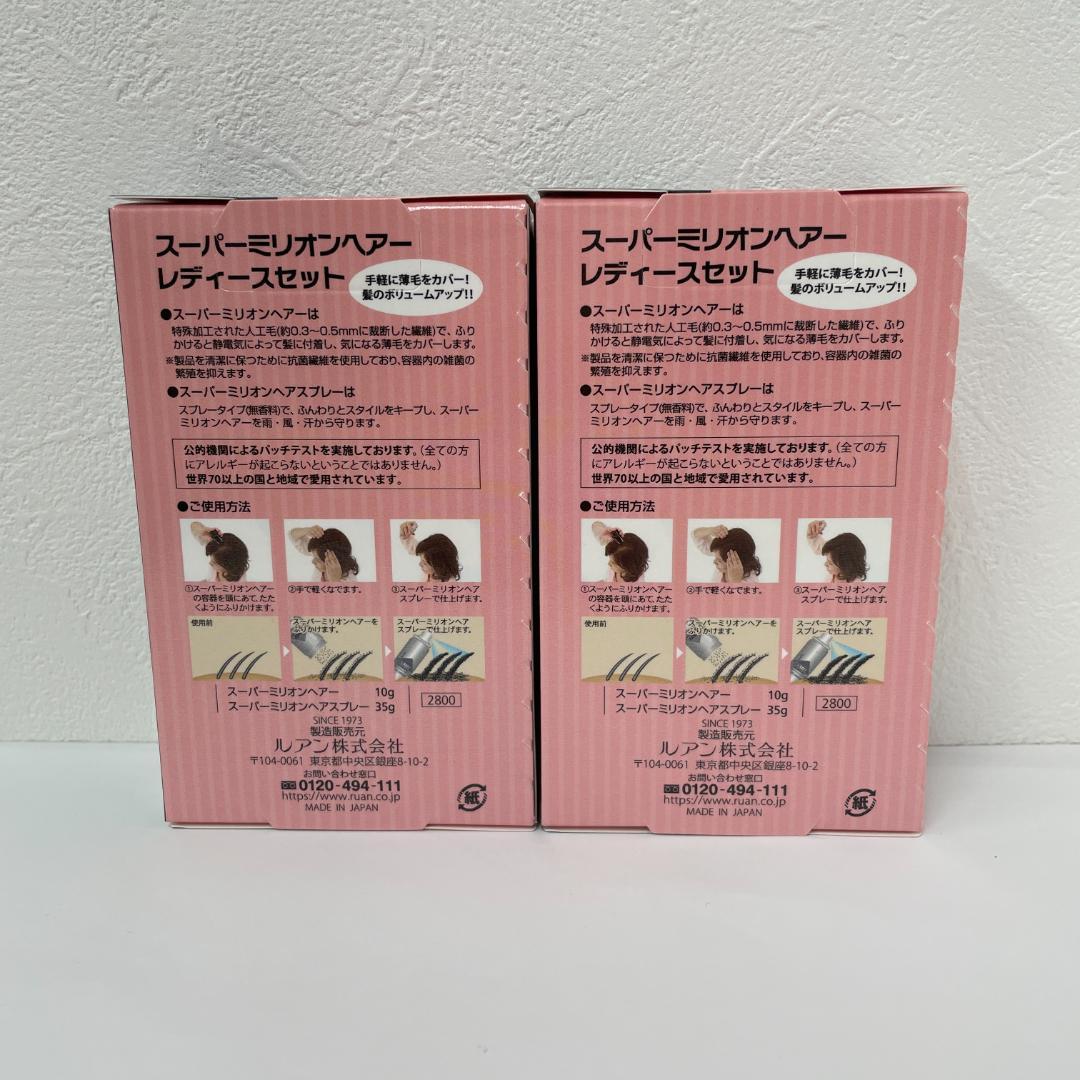 スーパーミリオンヘアー
レディースセット
手軽に薄毛をカバー!
髪のボリュームアップ!!
●スーパーミリオンヘアーは
特殊加工された人工毛(約0.3〜0.5mmに裁断した繊維)で、ふり
かけると静電気によって髪に付着し、気になる薄毛をカバーします。
※製品を清潔に保つために抗菌繊維を使用しており、容器内の雑菌の
繁殖を抑えます。
●スーパーミリオンヘアスプレーは
スプレータイプ(無香料)で、ふんわりとスタイルをキープし、スーパー
ミリオンヘアーを雨・風・汗から守ります。
公的機関によるパッチテストを実施しております。(全ての方
にアレルギーが起こらないということではありません。)
世界70以上の国と地域で愛用されています。
●ご使用方法
①スーパーミリオンヘアー
の容器を頭にあて、たた
くようにふりかけます。
②手で軽くなでます。
③スーパーミリオンヘア
スプレーで仕上げます。
使用前
スーパーミリオンヘアーを
ふりかけます。
スーパーミリオンヘア
スプレーで仕上げます。
スーパーミリオンヘアー 10g
スーパーミリオンヘアスプレー 35g
2800
SINCE 1973
製造販売元
ルアン株式会社
〒104-0061 東京都中央区銀座8-10-2
お問い合わせ窓口
0120-494-111
https://www.ruan.co.jp
MADE IN JAPAN
紙
スーパーミリオンヘアー
レディースセット
手軽に薄毛をカバー!
髪のボリュームアップ!!
●スーパーミリオンヘアーは
特殊加工された人工毛(約0.3〜0.5mmに裁断した繊維)で、ふり
かけると静電気によって髪に付着し、気になる薄毛をカバーします。
※製品を清潔に保つために抗菌繊維を使用しており、容器内の雑菌の
繁殖を抑えます。
●スーパーミリオンヘアスプレーは
スプレータイプ(無香料)で、ふんわりとスタイルをキープし、スーパー
ミリオンヘアーを雨・風・汗から守ります。
公的機関によるパッチテストを実施しております。(全ての方
にアレルギーが起こらないということではありません。)
世界70以上の国と地域で愛用されています。
●ご使用方法
①スーパーミリオンヘアー
の容器を頭にあて、たた
くようにふりかけます。
②手で軽くなでます。
③スーパーミリオンヘア
スプレーで仕上げます。
使用前
スーパーミリオンヘアーを
ふりかけます。
スーパーミリオンヘア
スプレーで仕上げます。
スーパーミリオンヘアー 10g
スーパーミリオンヘアスプレー 35g
2800
SINCE 1973
製造販売元
ルアン株式会社
〒104-0061 東京都中央区銀座8-10-2
お問い合わせ窓口
0120-494-111
https://www.ruan.co.jp
MADE IN JAPAN
紙